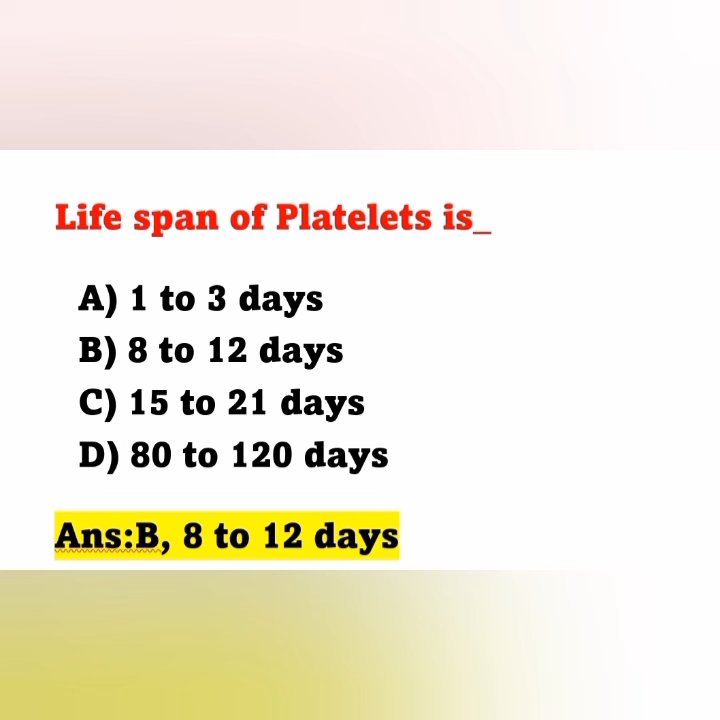 Life span of Platelets is_
A) 1 to 3 days
B) 8 to 12 days
C) 15 to 21 days
D) 80 to 120 days
Ans:B, 8 to 12 days